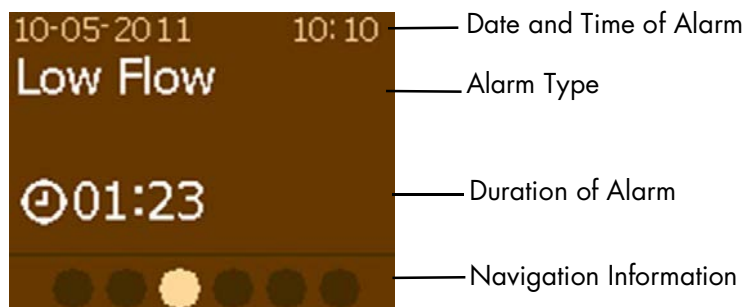 10-05-2011 10:10
Date and Time of Alarm
Low Flow
Alarm Type
01:23
Duration of Alarm
Navigation Information